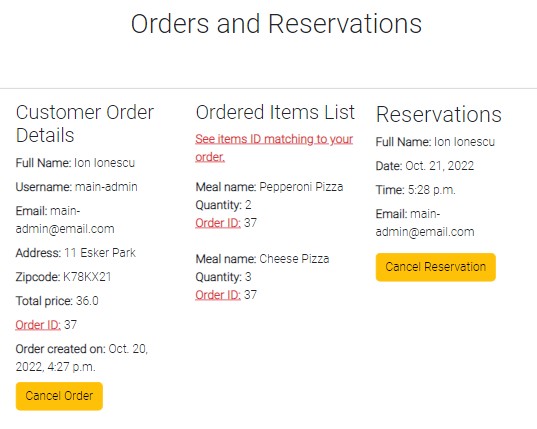 Orders and Reservations
Customer Order
Details
Full Name: Ion Ionescu
Username: main-admin
Email: main-
admin@email.com
Address: 11 Esker Park
Zipcode: K78KX21
Total price: 36.0
Order ID: 37
Order created on: Oct. 20,
2022, 4:27 p.m.
Cancel Order
Ordered Items List
See items ID matching to your
order.
Meal name: Pepperoni Pizza
Quantity: 2
Order ID: 37
Meal name: Cheese Pizza
Quantity: 3
Order ID: 37
Reservations
Full Name: Ion Ionescu
Date: Oct. 21, 2022
Time: 5:28 p.m.
Email: main-
admin@email.com
Cancel Reservation